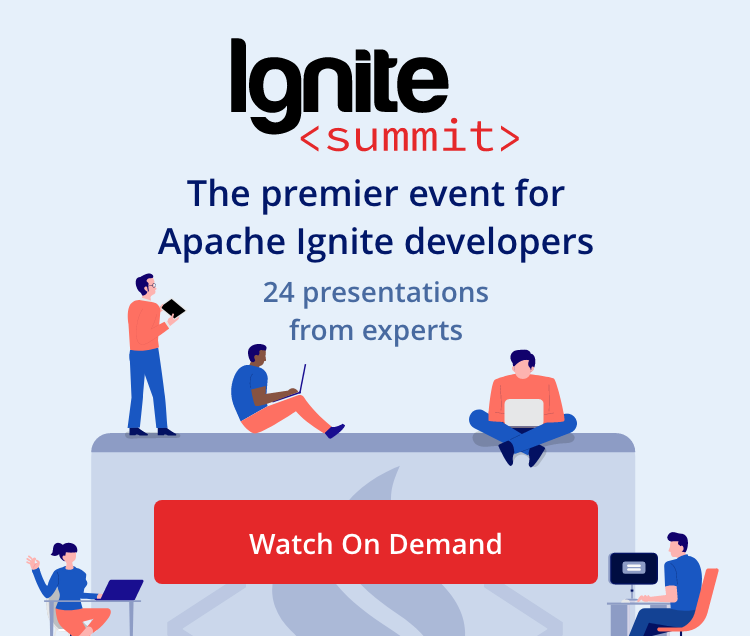 Ignite
<summit>
The premier event for
Apache Ignite developers
24 presentations
from experts
Watch On Demand